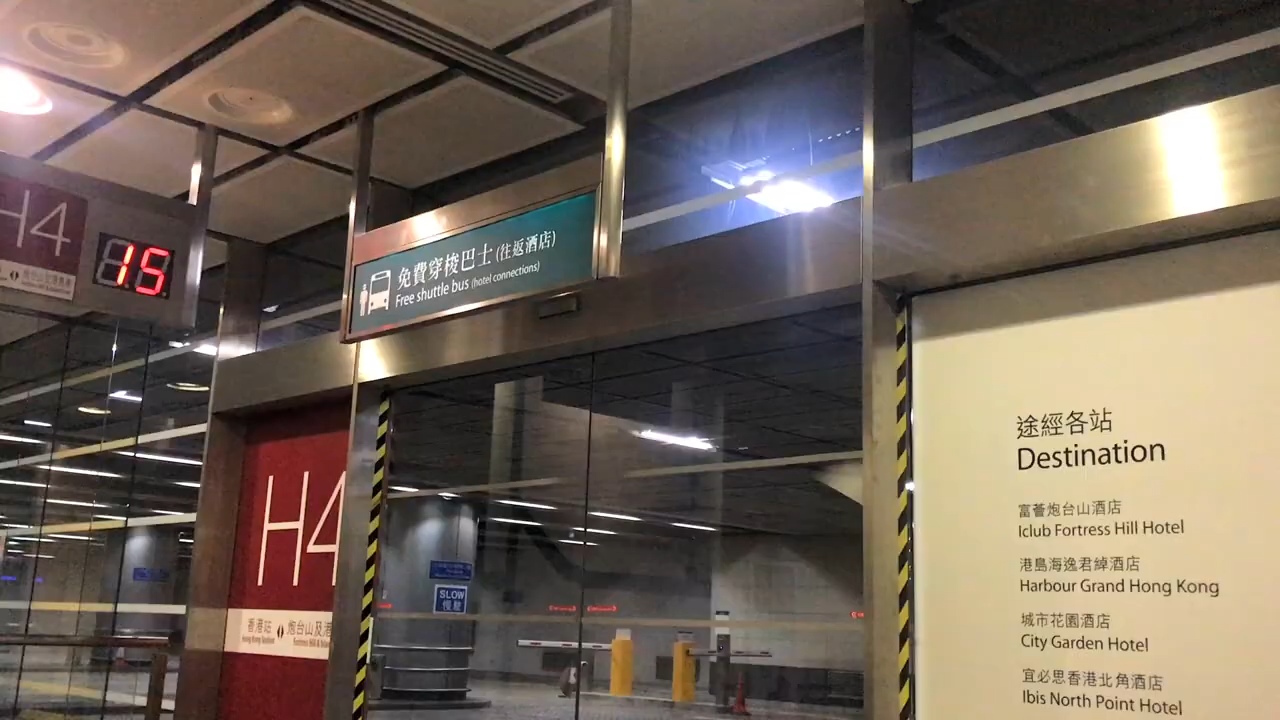 H4
15
免費穿梭巴士 (往返酒店)
Free shuttle bus (hotel connections)
H4
香港站
Hong Kong Station
炮台山及港
Fortress Hill &
SLOW
慢駛
途經各站
Destination
富薈炮台山酒店
Iclub Fortress Hill Hotel
港島海逸君綽酒店
Harbour Grand Hong Kong
城市花園酒店
City Garden Hotel
宜必思香港北角酒店
Ibis North Point Hotel